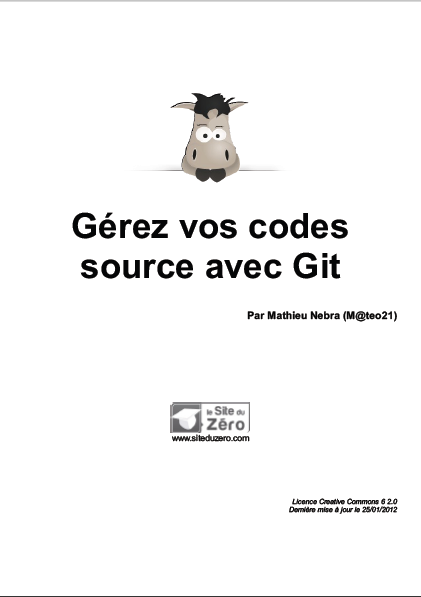 Gérez vos codes
source avec Git
Par Mathieu Nebra (M@teo21)
le Site du
Zéro
www.siteduzero.com
Licence Creative Commons 6 2.0
Dernière mise à jour le 25/01/2012